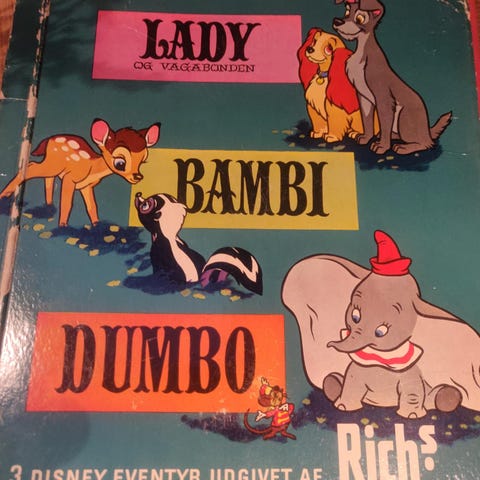 LADY
OG VAGABONDEN
BAMBI
DUMBO
3 DISNEY EVENTYR UDGIVET AF Richs.